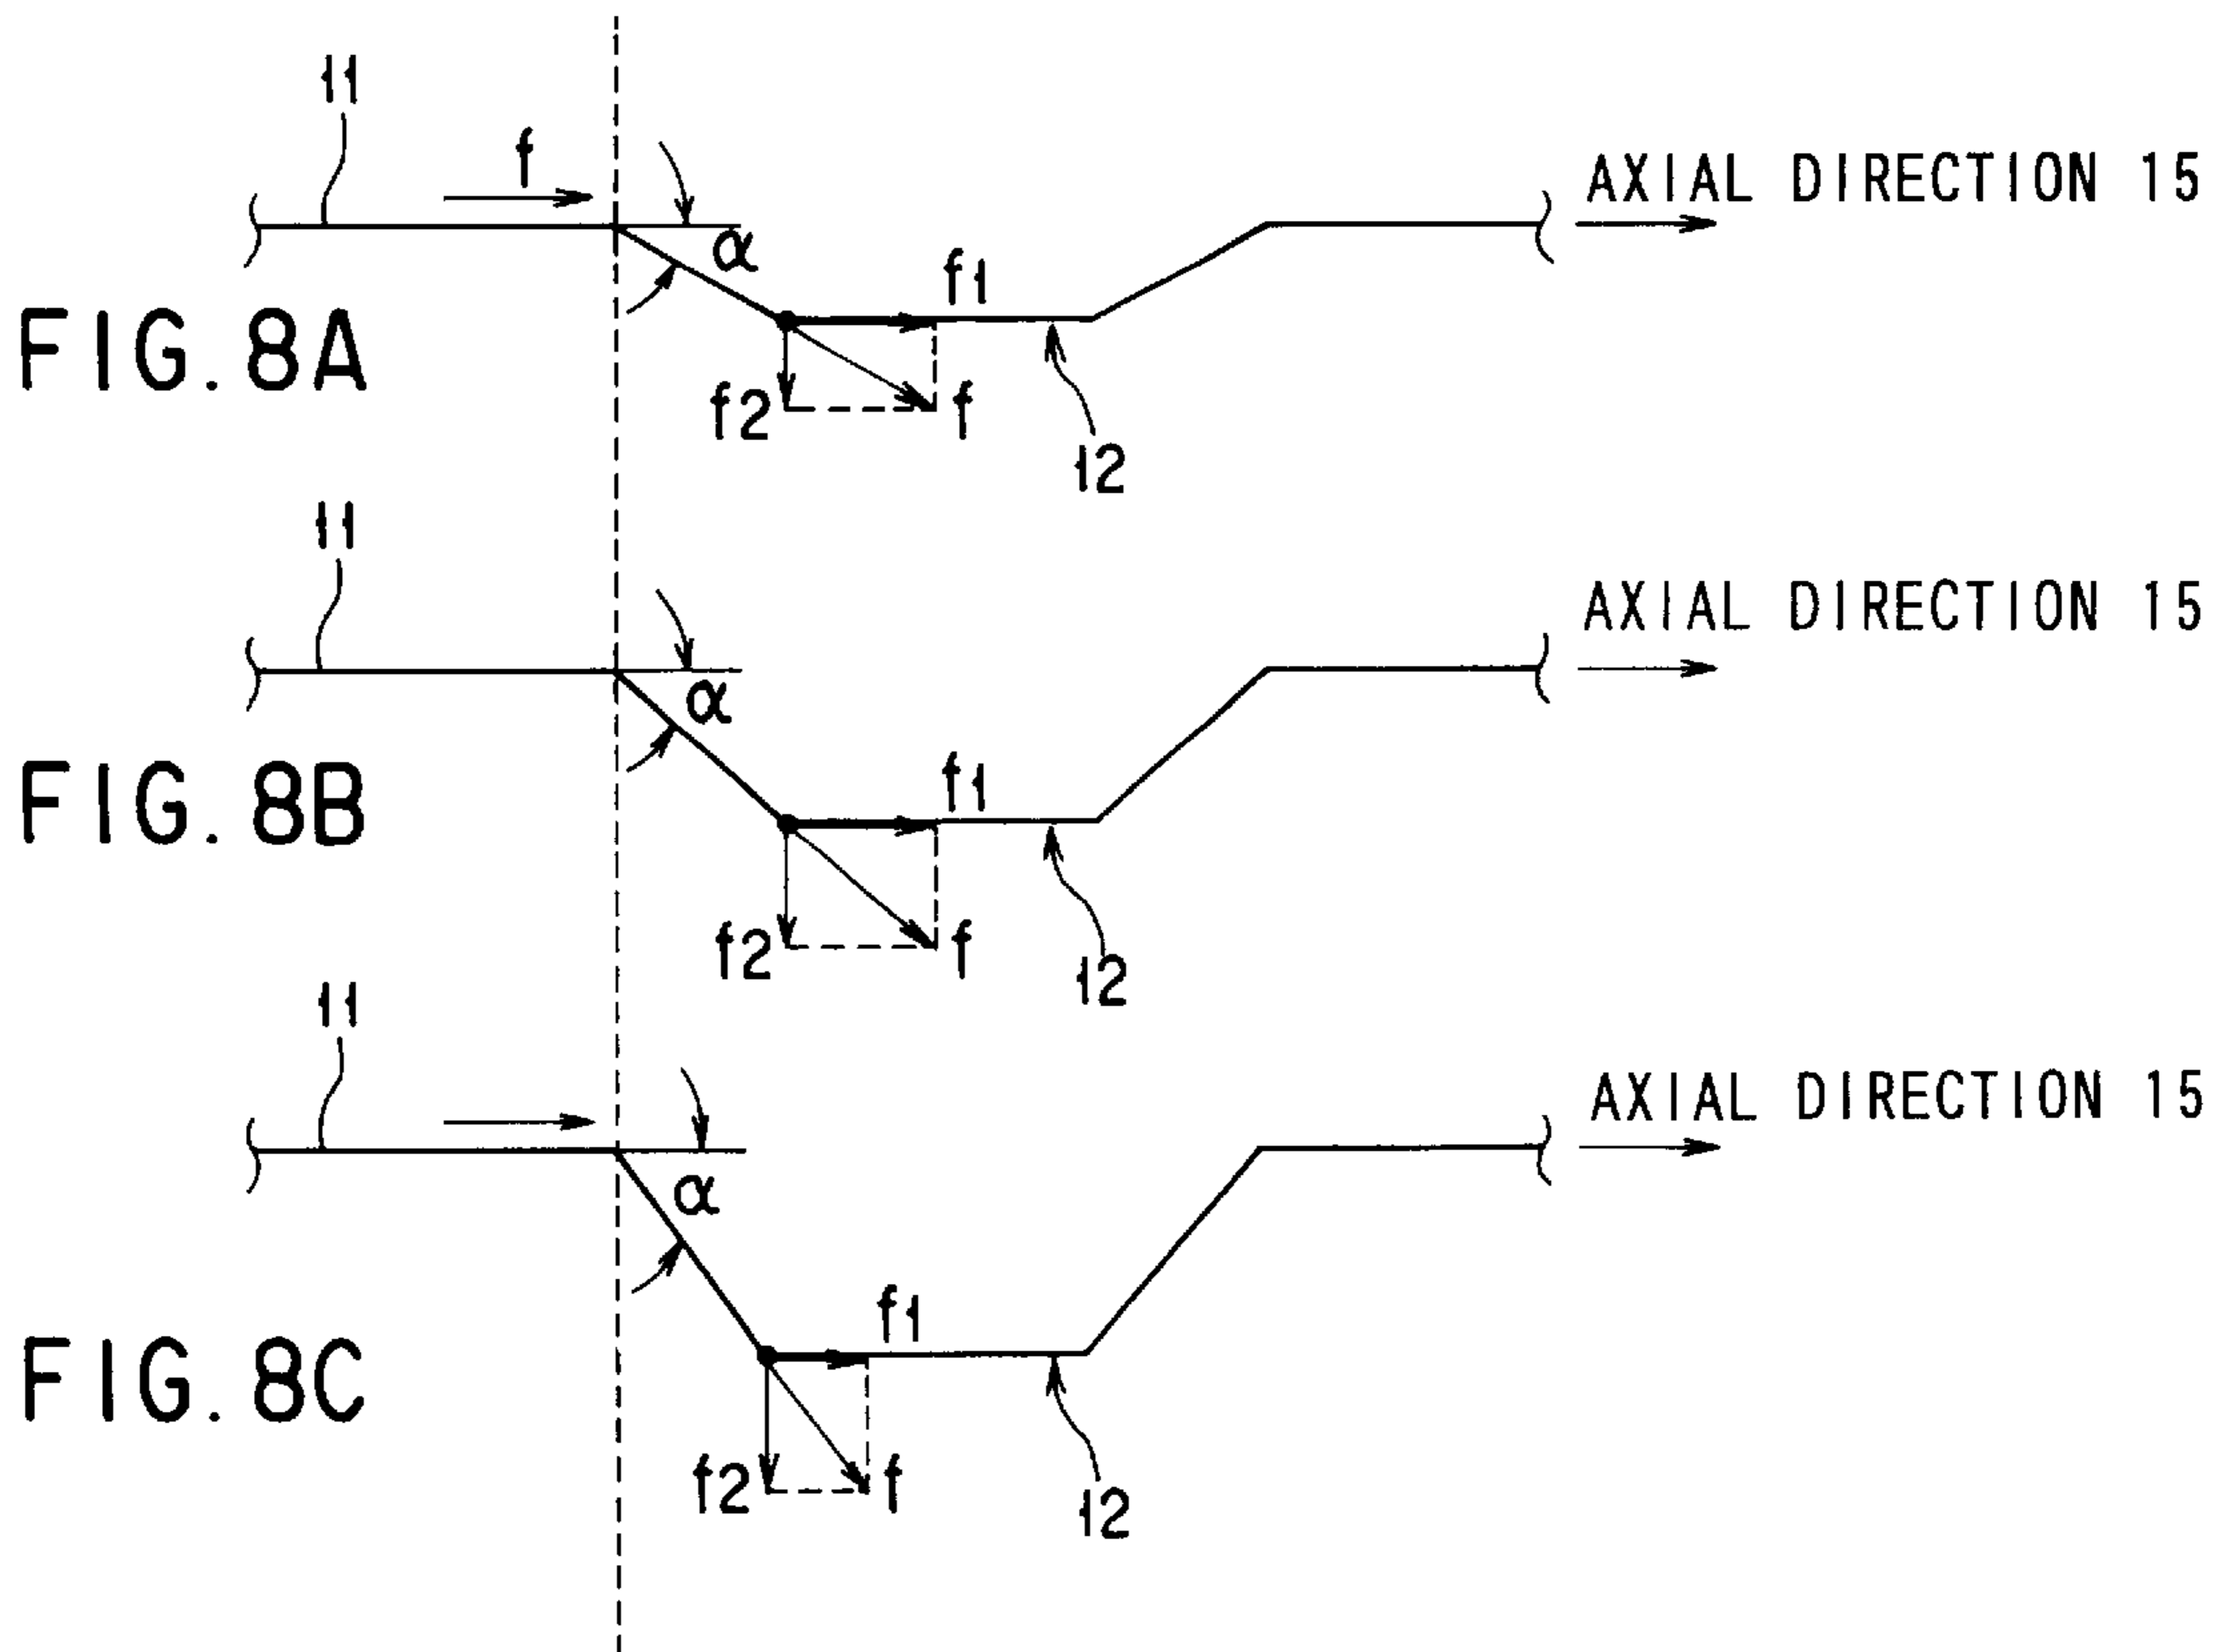 11
f
AXIAL DIRECTION 15
α
f1
FIG. 8A
f2
f
12
11
AXIAL DIRECTION 15
α
f1
FIG. 8B
f2
f
12
11
AXIAL DIRECTION 15
α
f1
FIG. 8C
f2
f
12